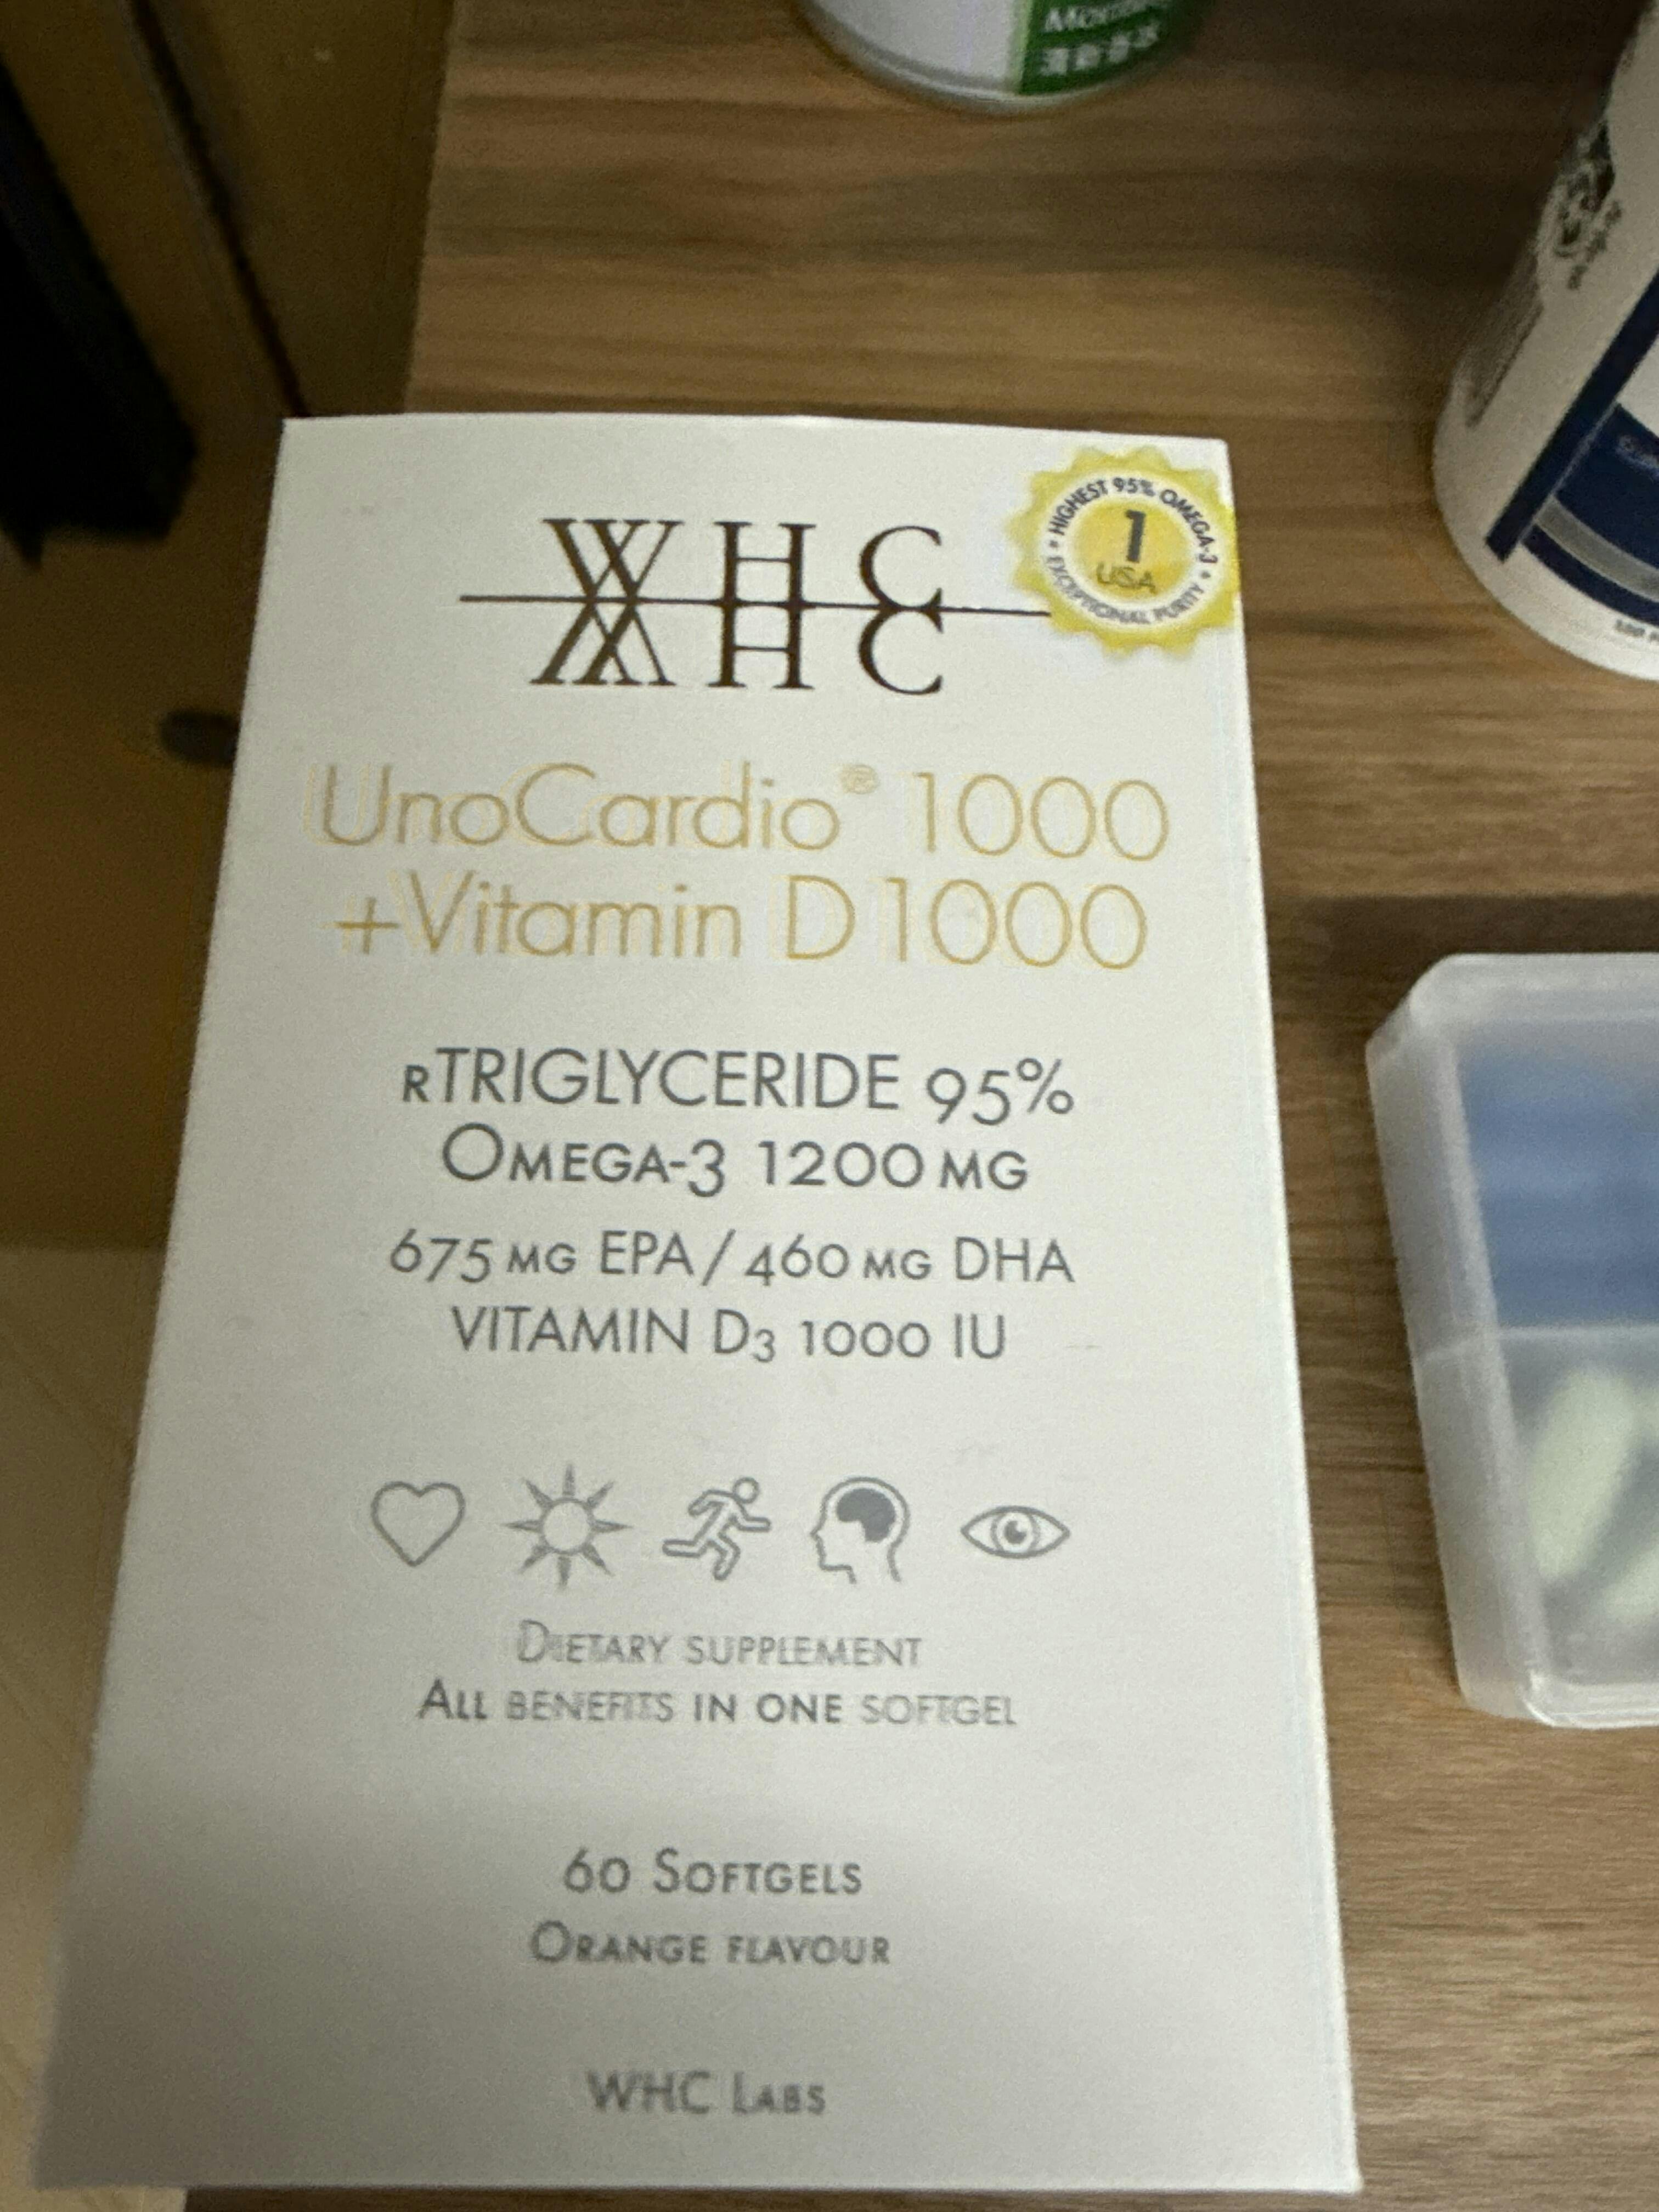 WHC
HIGHEST 95% OMEGA-3
1
USA
EXCEPTIONAL PURITY
UnoCardio® 1000
+Vitamin D 1000
rTRIGLYCERIDE 95%
OMEGA-3 1200 MG
675 MG EPA / 460 MG DHA
VITAMIN D3 1000 IU
DIETARY SUPPLEMENT
ALL BENEFITS IN ONE SOFTGEL
60 SOFTGELS
ORANGE FLAVOUR
WHC LABS